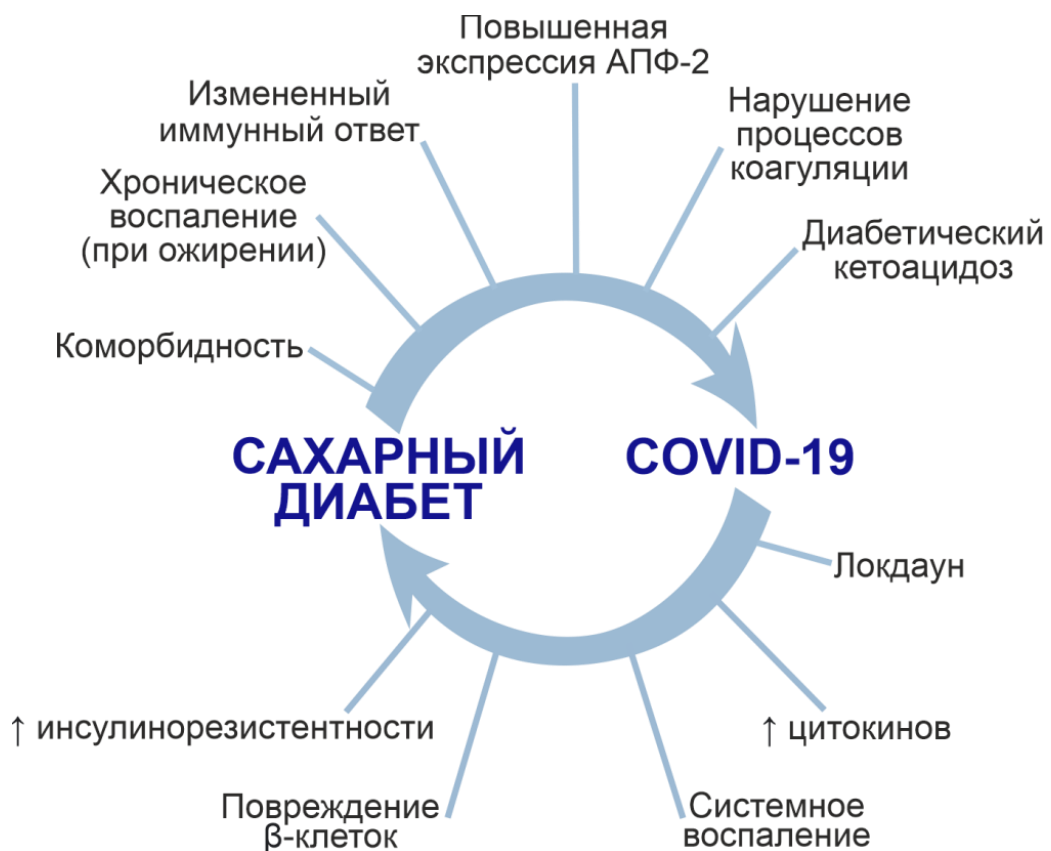 Повышенная
экспрессия АПФ-2
Измененный
иммунный ответ
Нарушение
процессов
коагуляции
Хроническое
воспаление
(при ожирении)
Диабетический
кетоацидоз
Коморбидность
САХАРНЫЙ
ДИАБЕТ
COVID-19
Локдаун
↑ инсулинорезистентности
↑ цитокинов
Повреждение
β-клеток
Системное
воспаление